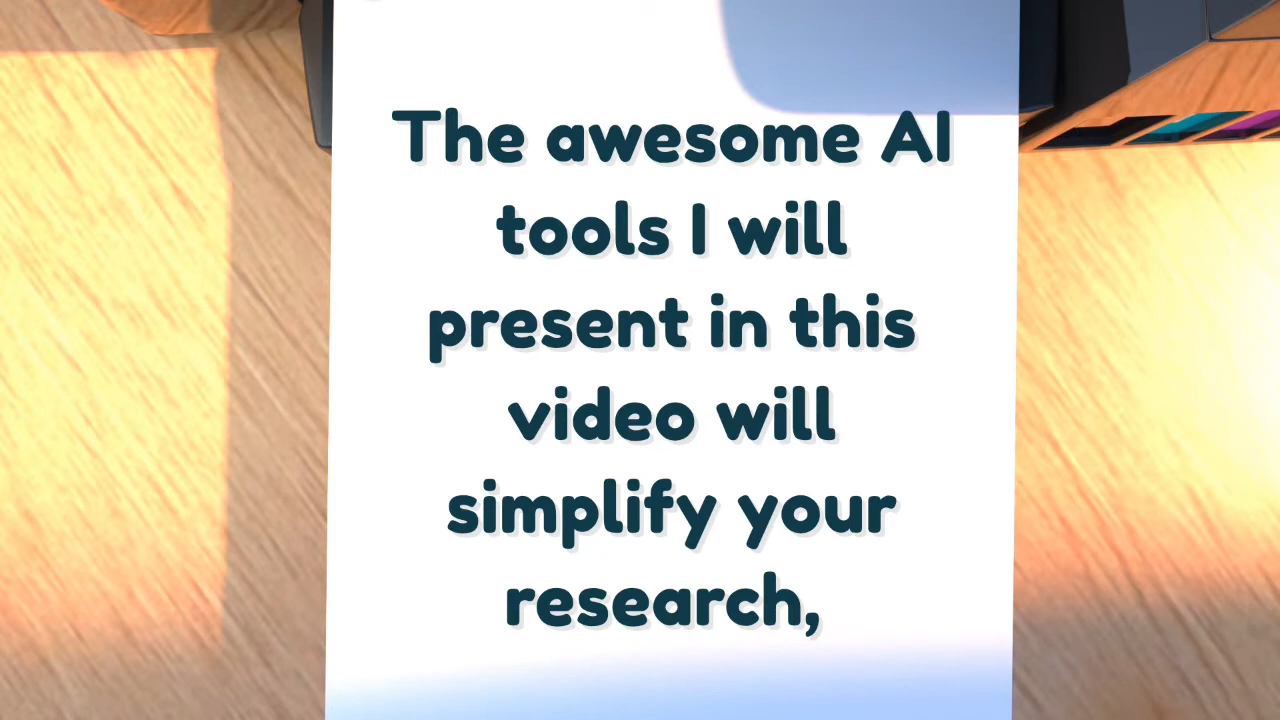 The awesome AI
tools I will
present in this
video will
simplify your
research,